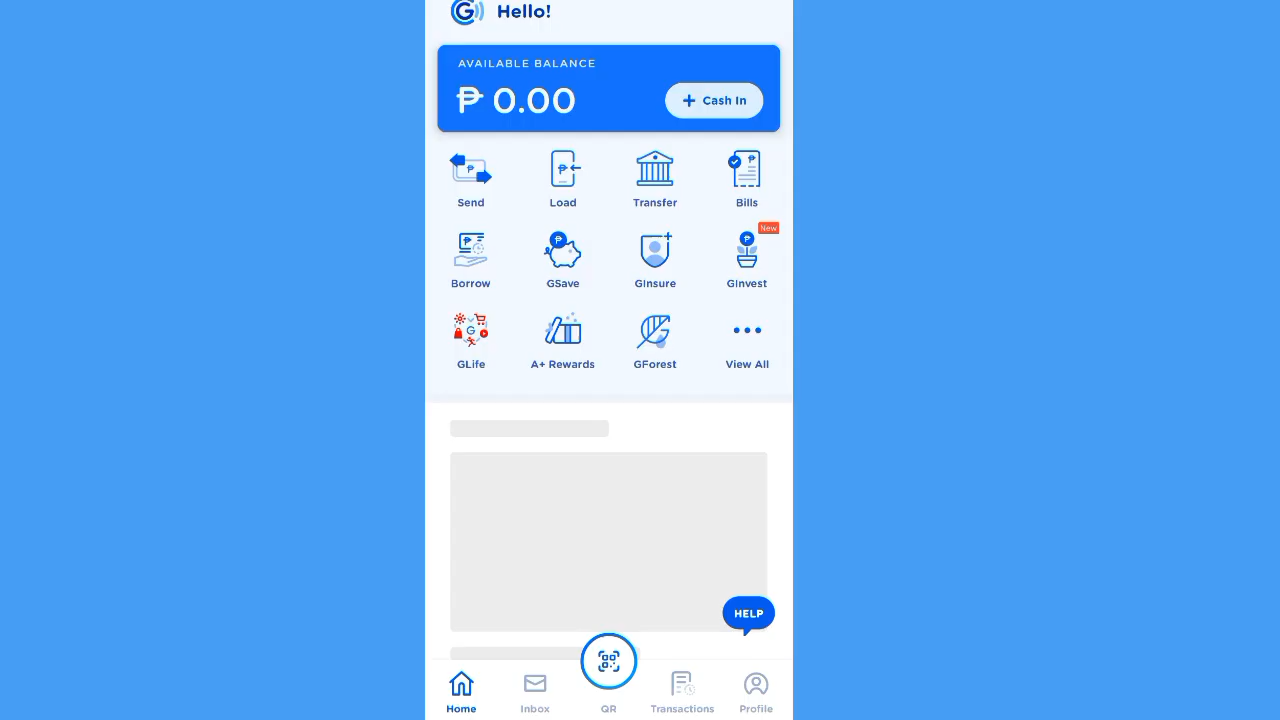 Hello!
AVAILABLE BALANCE
₱ 0.00
+ Cash In
Send Load Transfer Bills
New
Borrow GSave GInsure GInvest
GLife A+ Rewards GForest View All
HELP
Home Inbox QR Transactions Profile